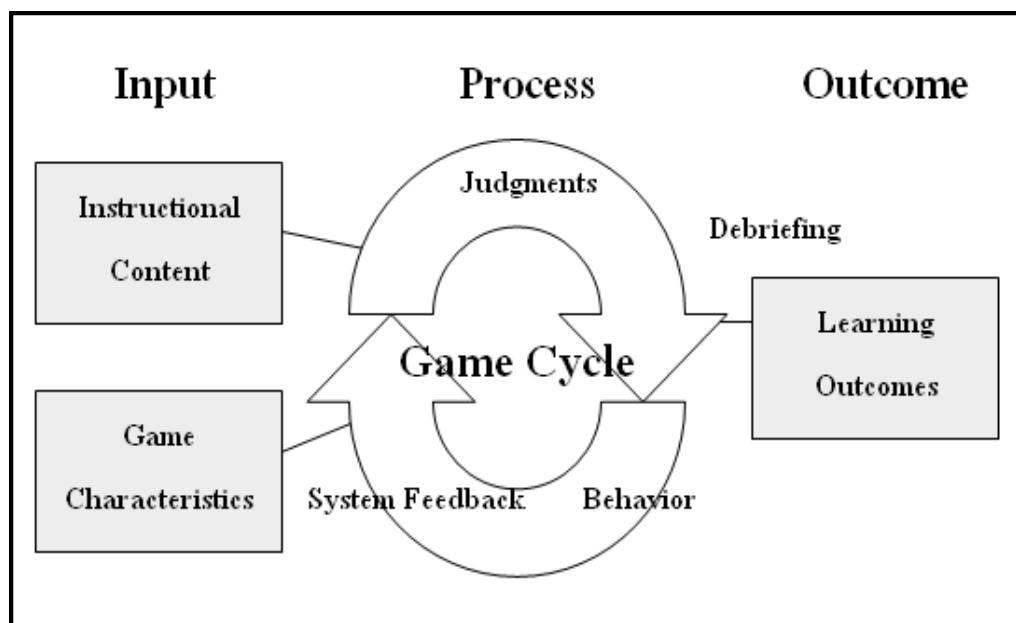 Input
Process
Outcome
Instructional
Content
Game
Characteristics
Judgments
Game Cycle
System Feedback
Behavior
Debriefing
Learning
Outcomes